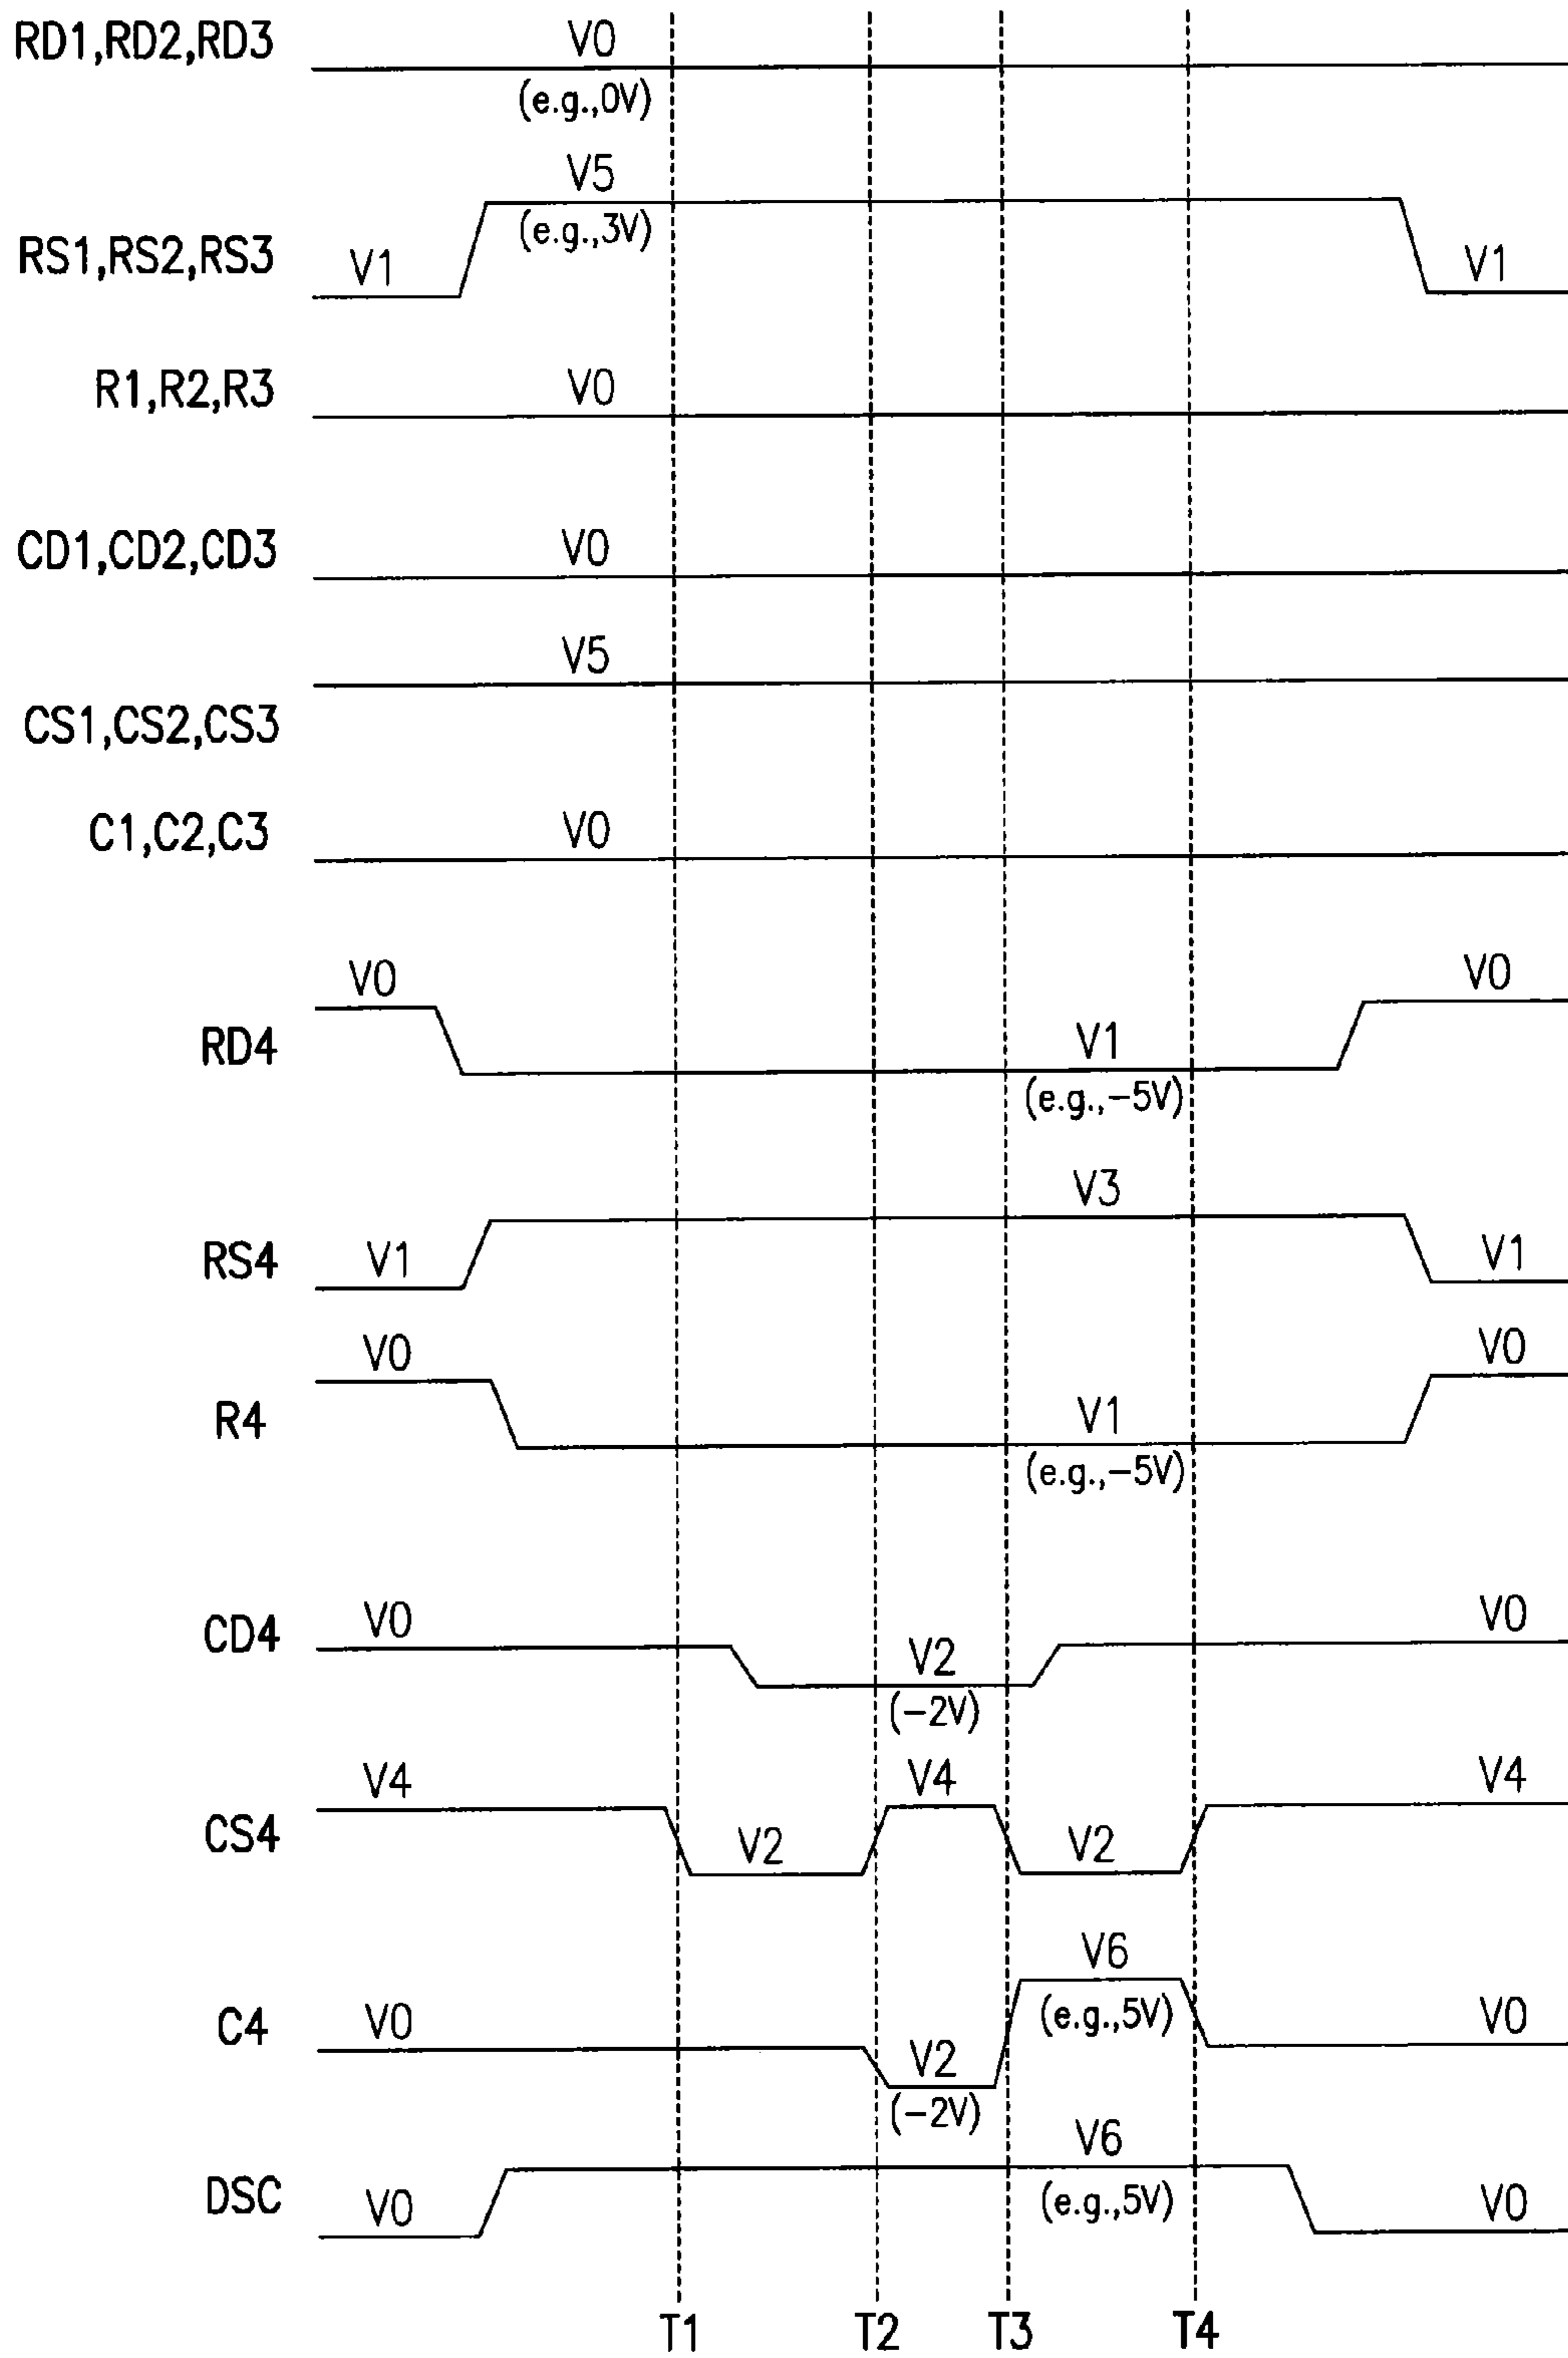 RD1,RD2,RD3 V0
(e.g.,0V)
V5
(e.g.,3V)
RS1,RS2,RS3 V1 V1
R1,R2,R3 V0
CD1,CD2,CD3 V0
V5
CS1,CS2,CS3
C1,C2,C3 V0
V0 V0
RD4 V1
(e.g.,-5V)
V3
RS4 V1 V1
V0 V0
R4 V1
(e.g.,-5V)
CD4 V0 V2 V0
(-2V)
V4 V4 V4
CS4 V2 V2
V6
C4 V0 (e.g.,5V) V0
V2
(-2V)
V6
DSC V0 (e.g.,5V) V0
T1 T2 T3 T4